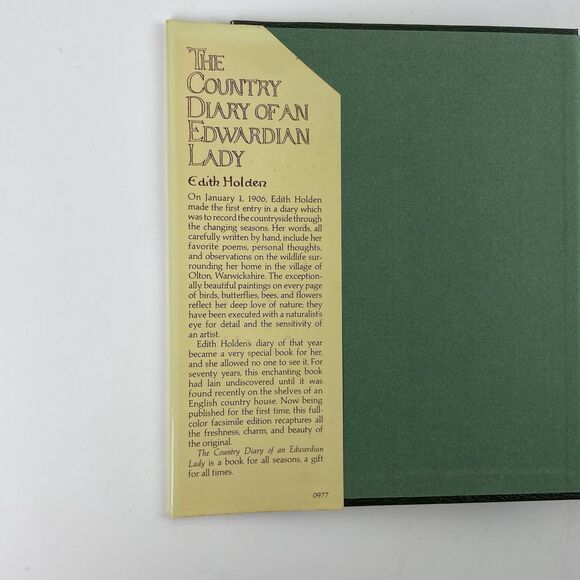 THE
COUNTRY
DIARY OF AN
EDWARDIAN
LADY
Edith Holden
On January 1, 1906, Edith Holden
made the first entry in a diary which
was to record the countryside through
the changing seasons. Her words, all
carefully written by hand, include her
favorite poems, personal thoughts,
and observations on the wildlife sur-
rounding her home in the village of
Olton, Warwickshire. The exception-
ally beautiful paintings on every page
of birds, butterflies, bees, and flowers
reflect her deep love of nature; they
have been executed with a naturalist's
eye for detail and the sensitivity of
an artist.
Edith Holden's diary of that year
became a very special book for her,
and she allowed no one to see it. For
seventy years, this enchanting book
had lain undiscovered until it was
found recently on the shelves of an
English country house. Now being
published for the first time, this full-
color facsimile edition recaptures all
the freshness, charm, and beauty of
the original.
The Country Diary of an Edwardian
Lady is a book for all seasons, a gift
for all times.
0977